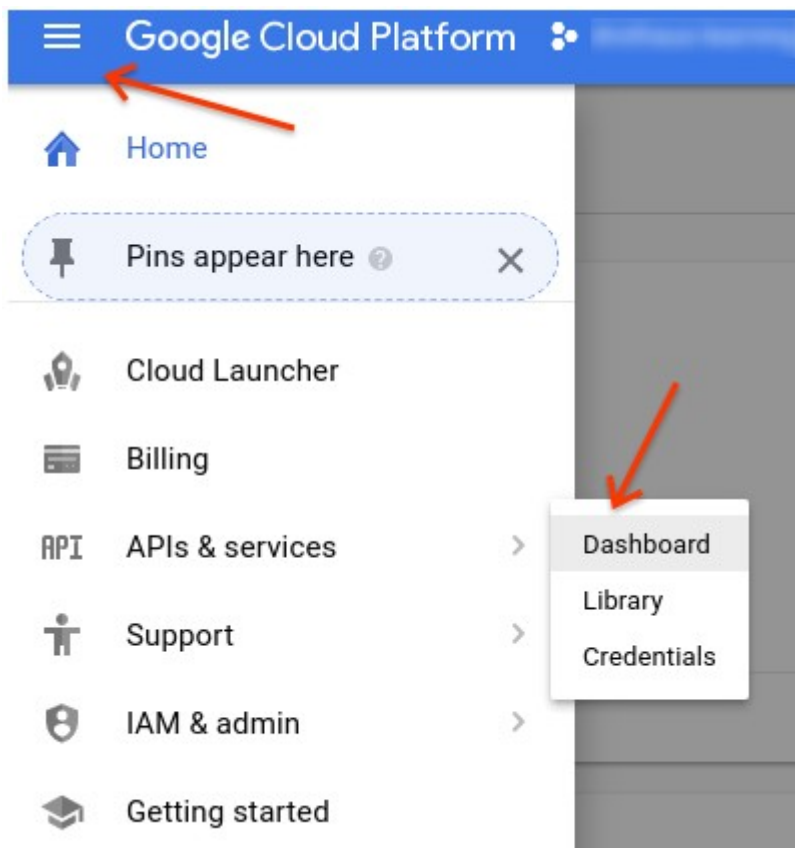 Google Cloud Platform
Home
Pins appear here
Cloud Launcher
Billing
API APIs & services
Dashboard
Library
Credentials
Support
IAM & admin
Getting started